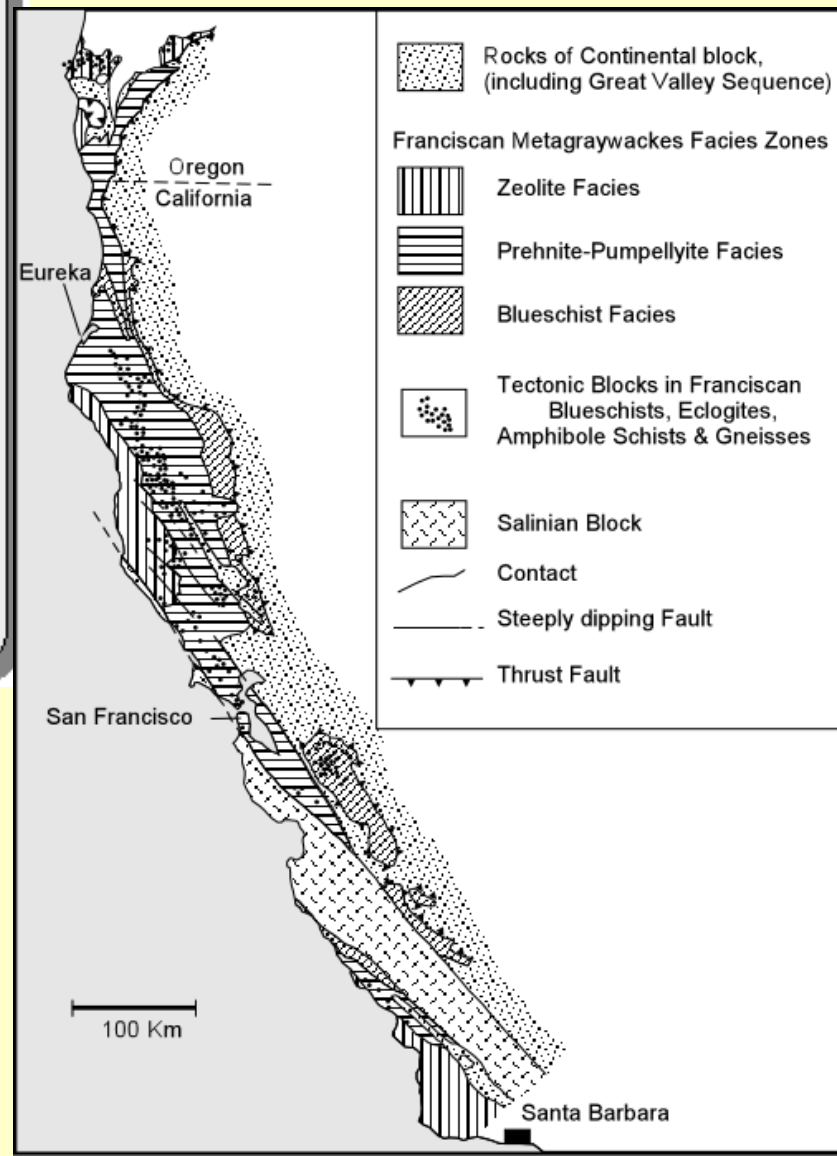 Rocks of Continental block,
(including Great Valley Sequence)
Franciscan Metagraywackes Facies Zones
Zeolite Facies
Prehnite-Pumpellyite Facies
Blueschist Facies
Tectonic Blocks in Franciscan
Blueschists, Eclogites,
Amphibole Schists & Gneisses
Salinian Block
Contact
Steeply dipping Fault
Thrust Fault
Oregon
California
Eureka
San Francisco
100 Km
Santa Barbara